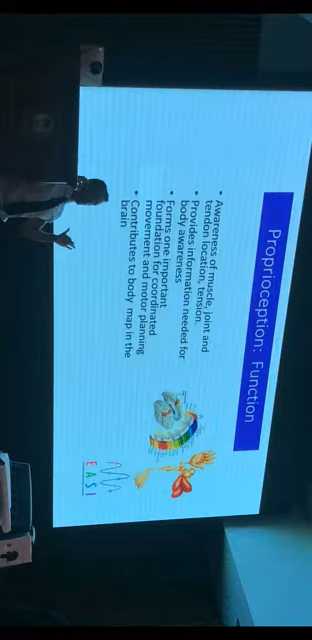 Proprioception: Function
• Awareness of muscle, joint and
tendon location, tension.
• Provides information needed for
body awareness
• Forms one important
foundation for coordinated
movement and motor planning
• Contributes to body map in the
brain
EASI